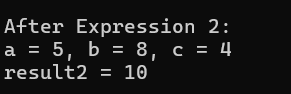 After Expression 2:
a = 5, b = 8, c = 4
result2 = 10